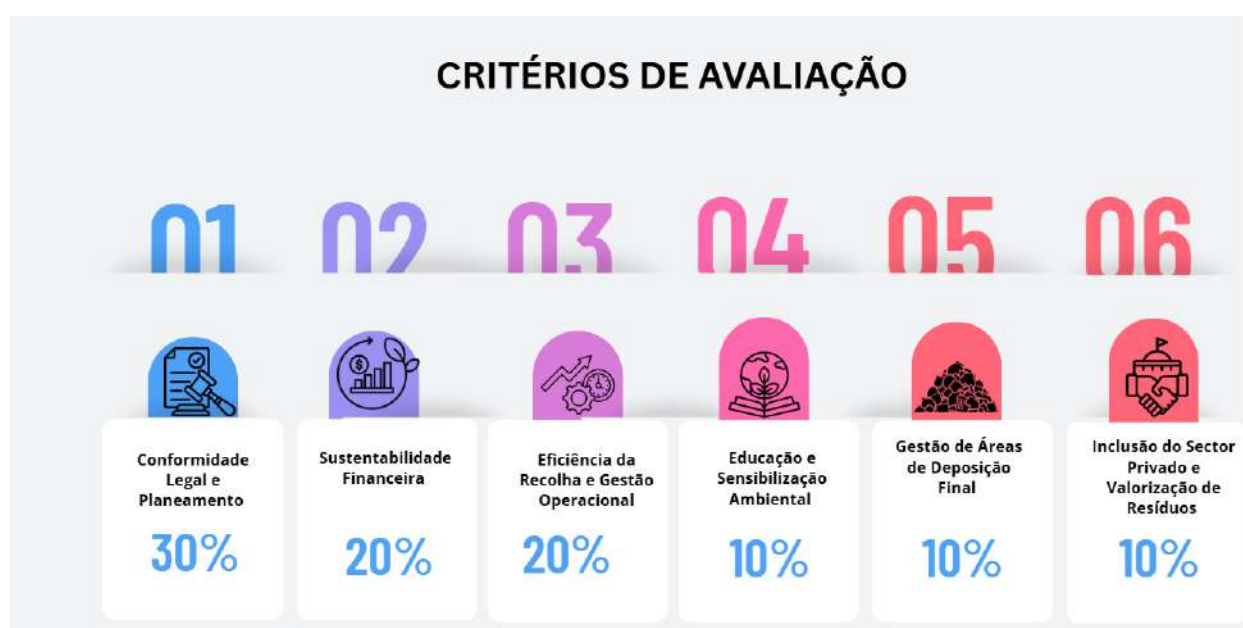 CRITÉRIOS DE AVALIAÇÃO
01
02
03
04
05
06
Conformidade
Legal e
Planeamento
30%
Sustentabilidade
Financeira
20%
Eficiência da
Recolha e Gestão
Operacional
20%
Educação e
Sensibilização
Ambiental
10%
Gestão de Áreas
de Deposição
Final
10%
Inclusão do Sector
Privado e
Valorização de
Resíduos
10%